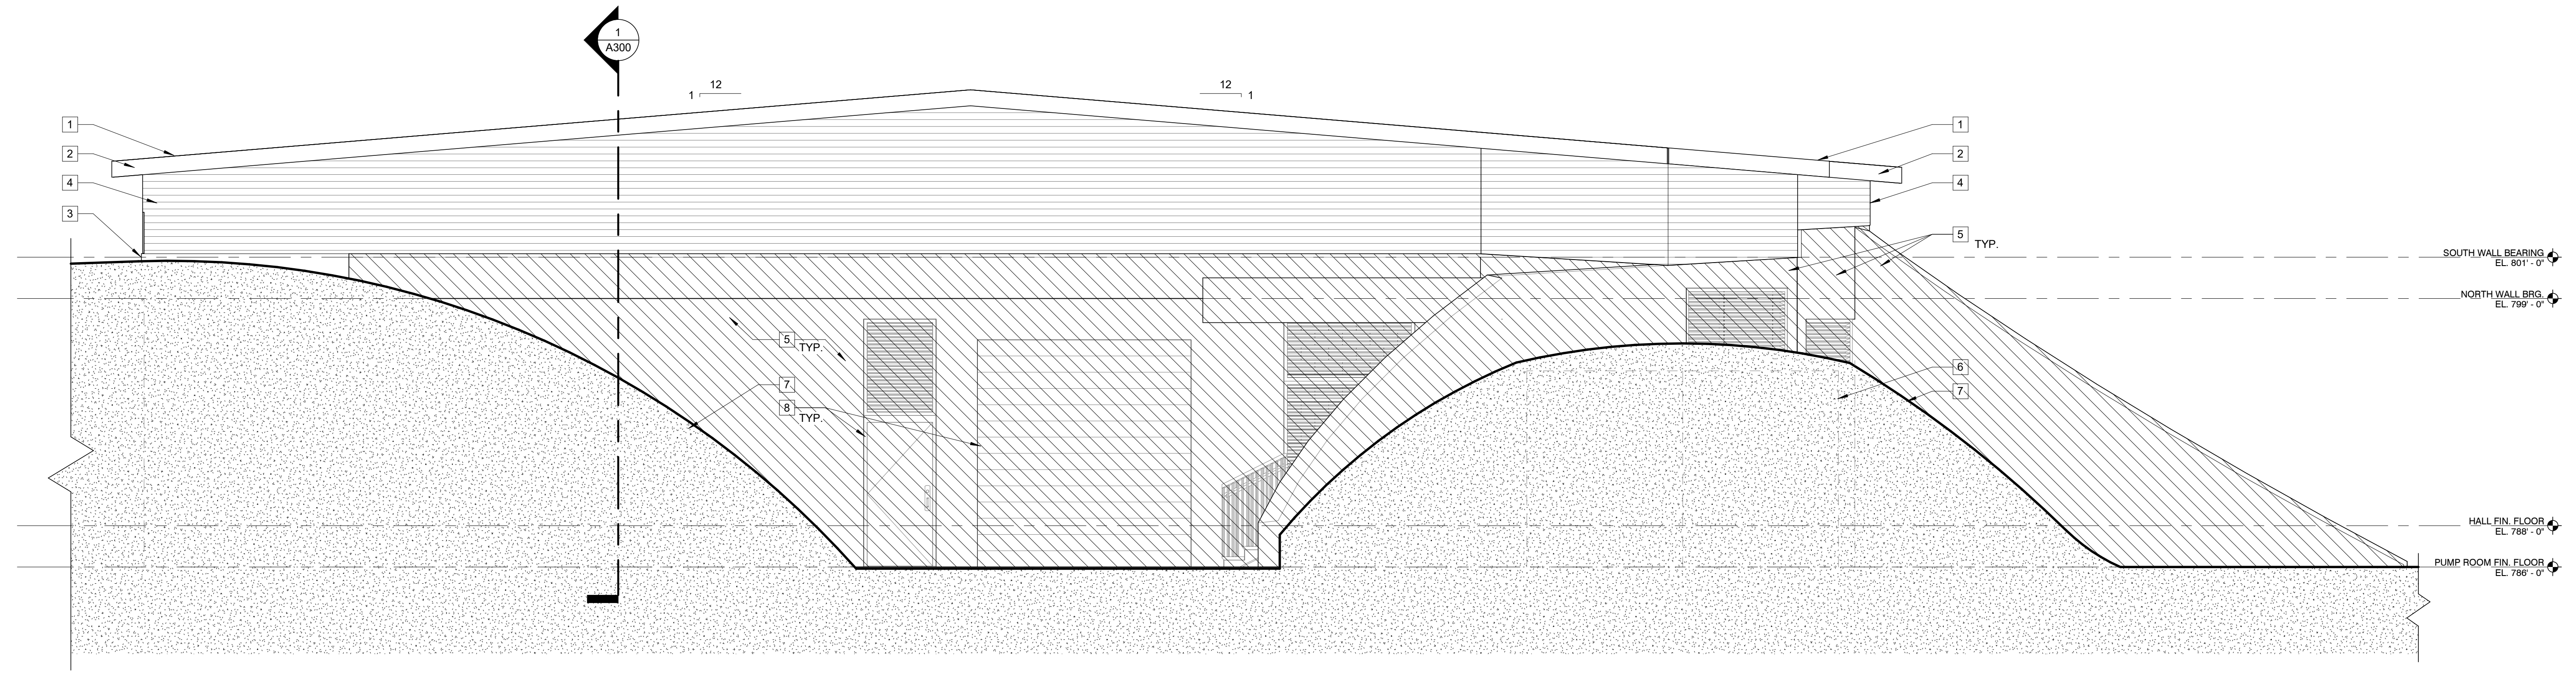 1
A300
12
1
12
1
1
2
4
3
1
2
4
5
TYP.
SOUTH WALL BEARING
EL. 801' - 0"
NORTH WALL BRG.
EL. 799' - 0"
5
TYP.
7
8
TYP.
6
7
HALL FIN. FLOOR
EL. 788' - 0"
PUMP ROOM FIN. FLOOR
EL. 786' - 0"